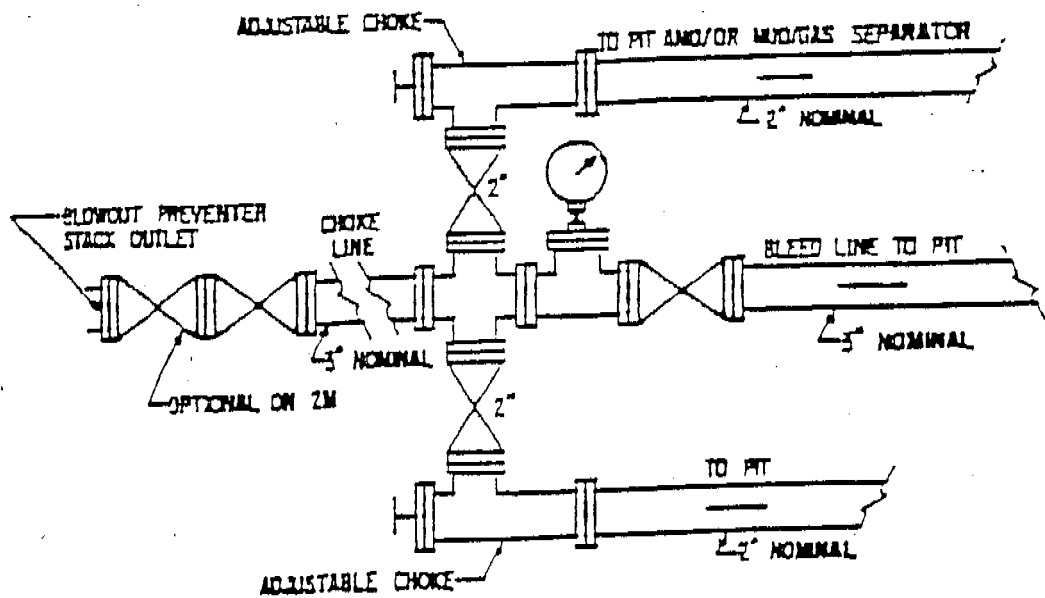 ADJUSTABLE CHOKE
TO PIT AND/OR MUD/GAS SEPARATOR
2" NOMINAL
2"
BLOWOUT PREVENTER
STACK OUTLET
CHOKE
LINE
BLEED LINE TO PIT
3" NOMINAL
3" NOMINAL
OPTIONAL ON 2M
2"
TO PIT
2" NOMINAL
ADJUSTABLE CHOKE